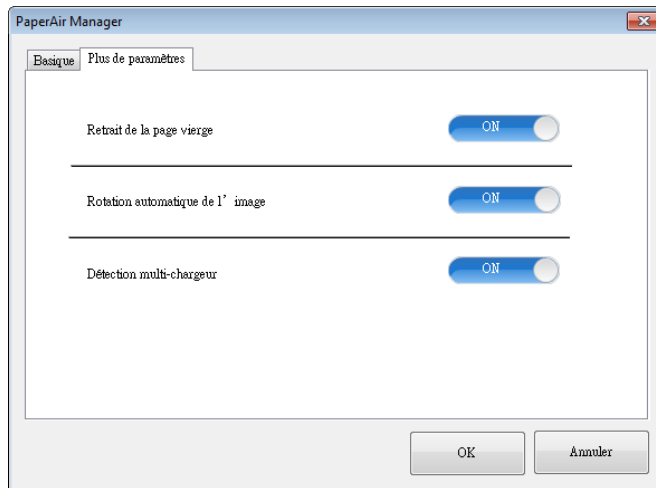 PaperAir Manager
Basique Plus de paramètres
Retrait de la page vierge ON
Rotation automatique de l’ image ON
Détection multi-chargeur ON
OK Annuler